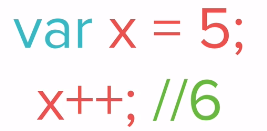 var x = 5;
x++; //6